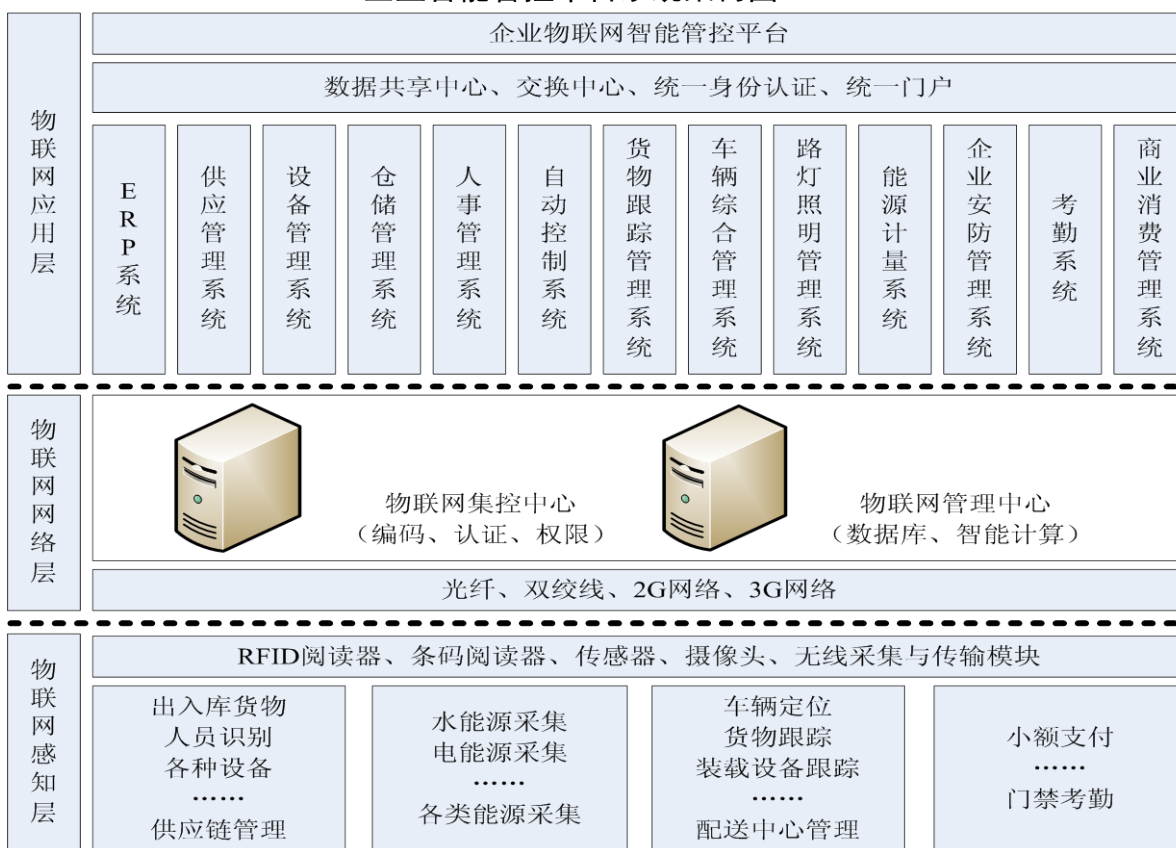 企业物联网智能管控平台
数据共享中心、交换中心、统一身份认证、统一门户
物联网应用层
ERP系统
供应管理系统
设备管理系统
仓储管理系统
人事管理系统
自动控制系统
货物跟踪管理系统
车辆综合管理系统
路灯照明管理系统
能源计量系统
企业安防管理系统
考勤系统
商业消费管理系统
物联网网络层
物联网集控中心
（编码、认证、权限）
物联网管理中心
（数据库、智能计算）
光纤、双绞线、2G网络、3G网络
物联网感知层
RFID阅读器、条码阅读器、传感器、摄像头、无线采集与传输模块
出入库货物
人员识别
各种设备
……
供应链管理
水能源采集
电能源采集
……
各类能源采集
车辆定位
货物跟踪
装载设备跟踪
……
配送中心管理
小额支付
……
门禁考勤